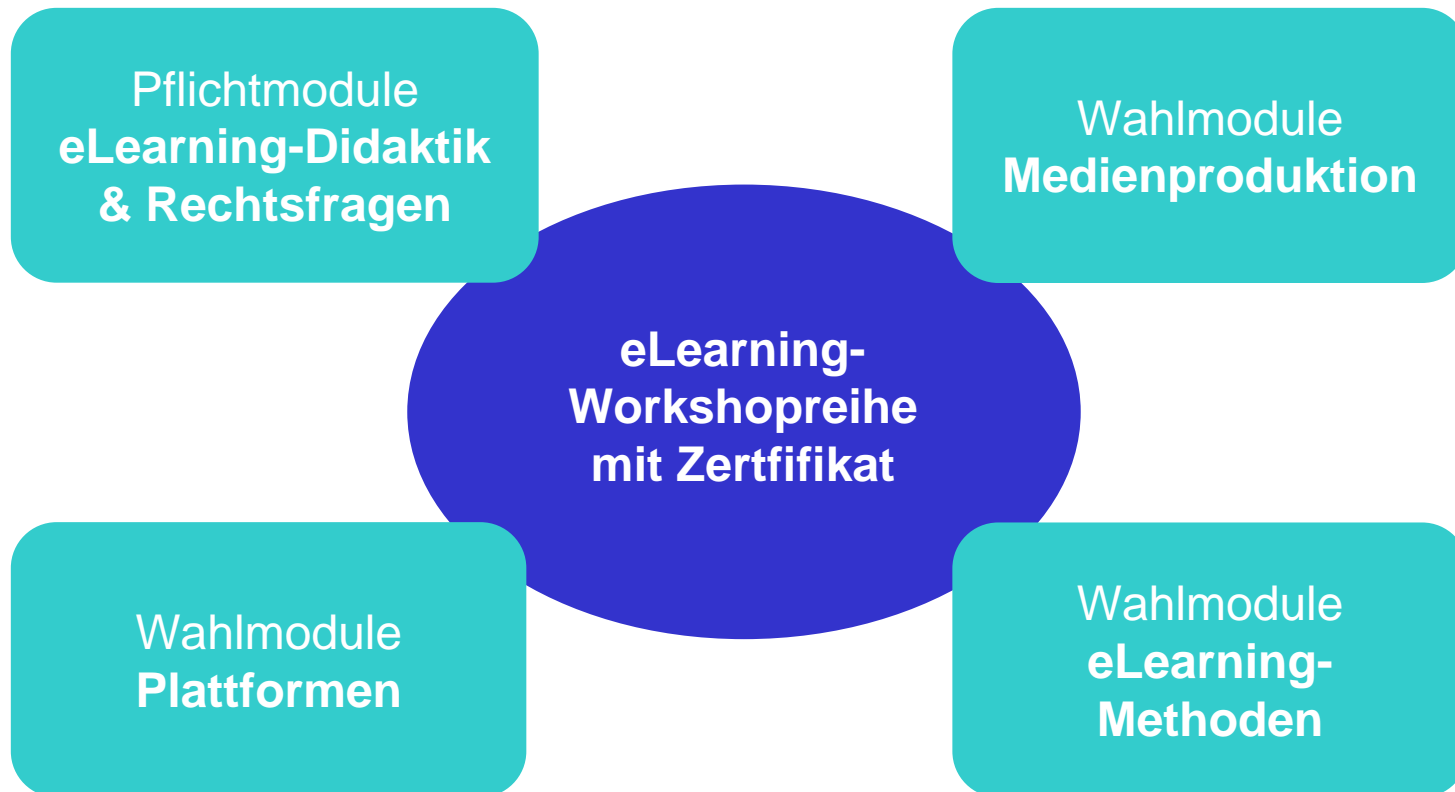 Pflichtmodule
eLearning-Didaktik
& Rechtsfragen
Wahlmodule
Medienproduktion
eLearning-
Workshopreihe
mit Zertfifikat
Wahlmodule
Plattformen
Wahlmodule
eLearning-
Methoden